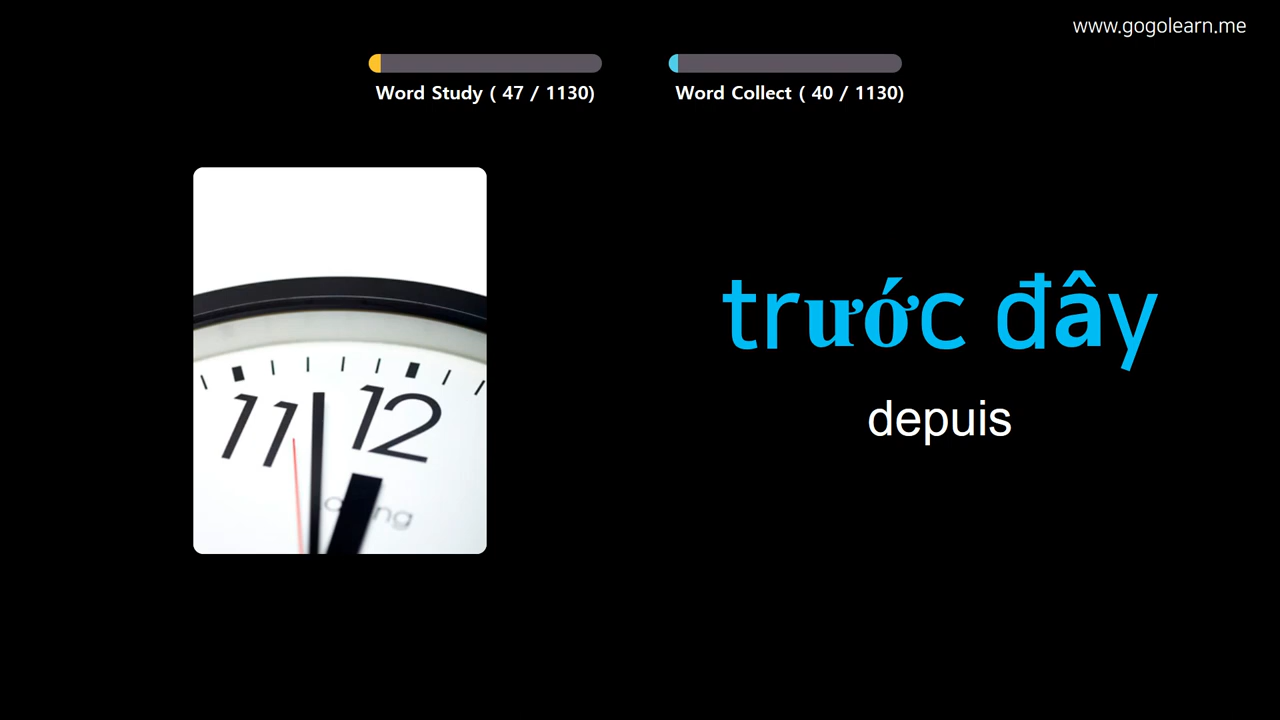 www.gogolearn.me
Word Study ( 47 / 1130)
Word Collect ( 40 / 1130)
trước đây
depuis
11 12